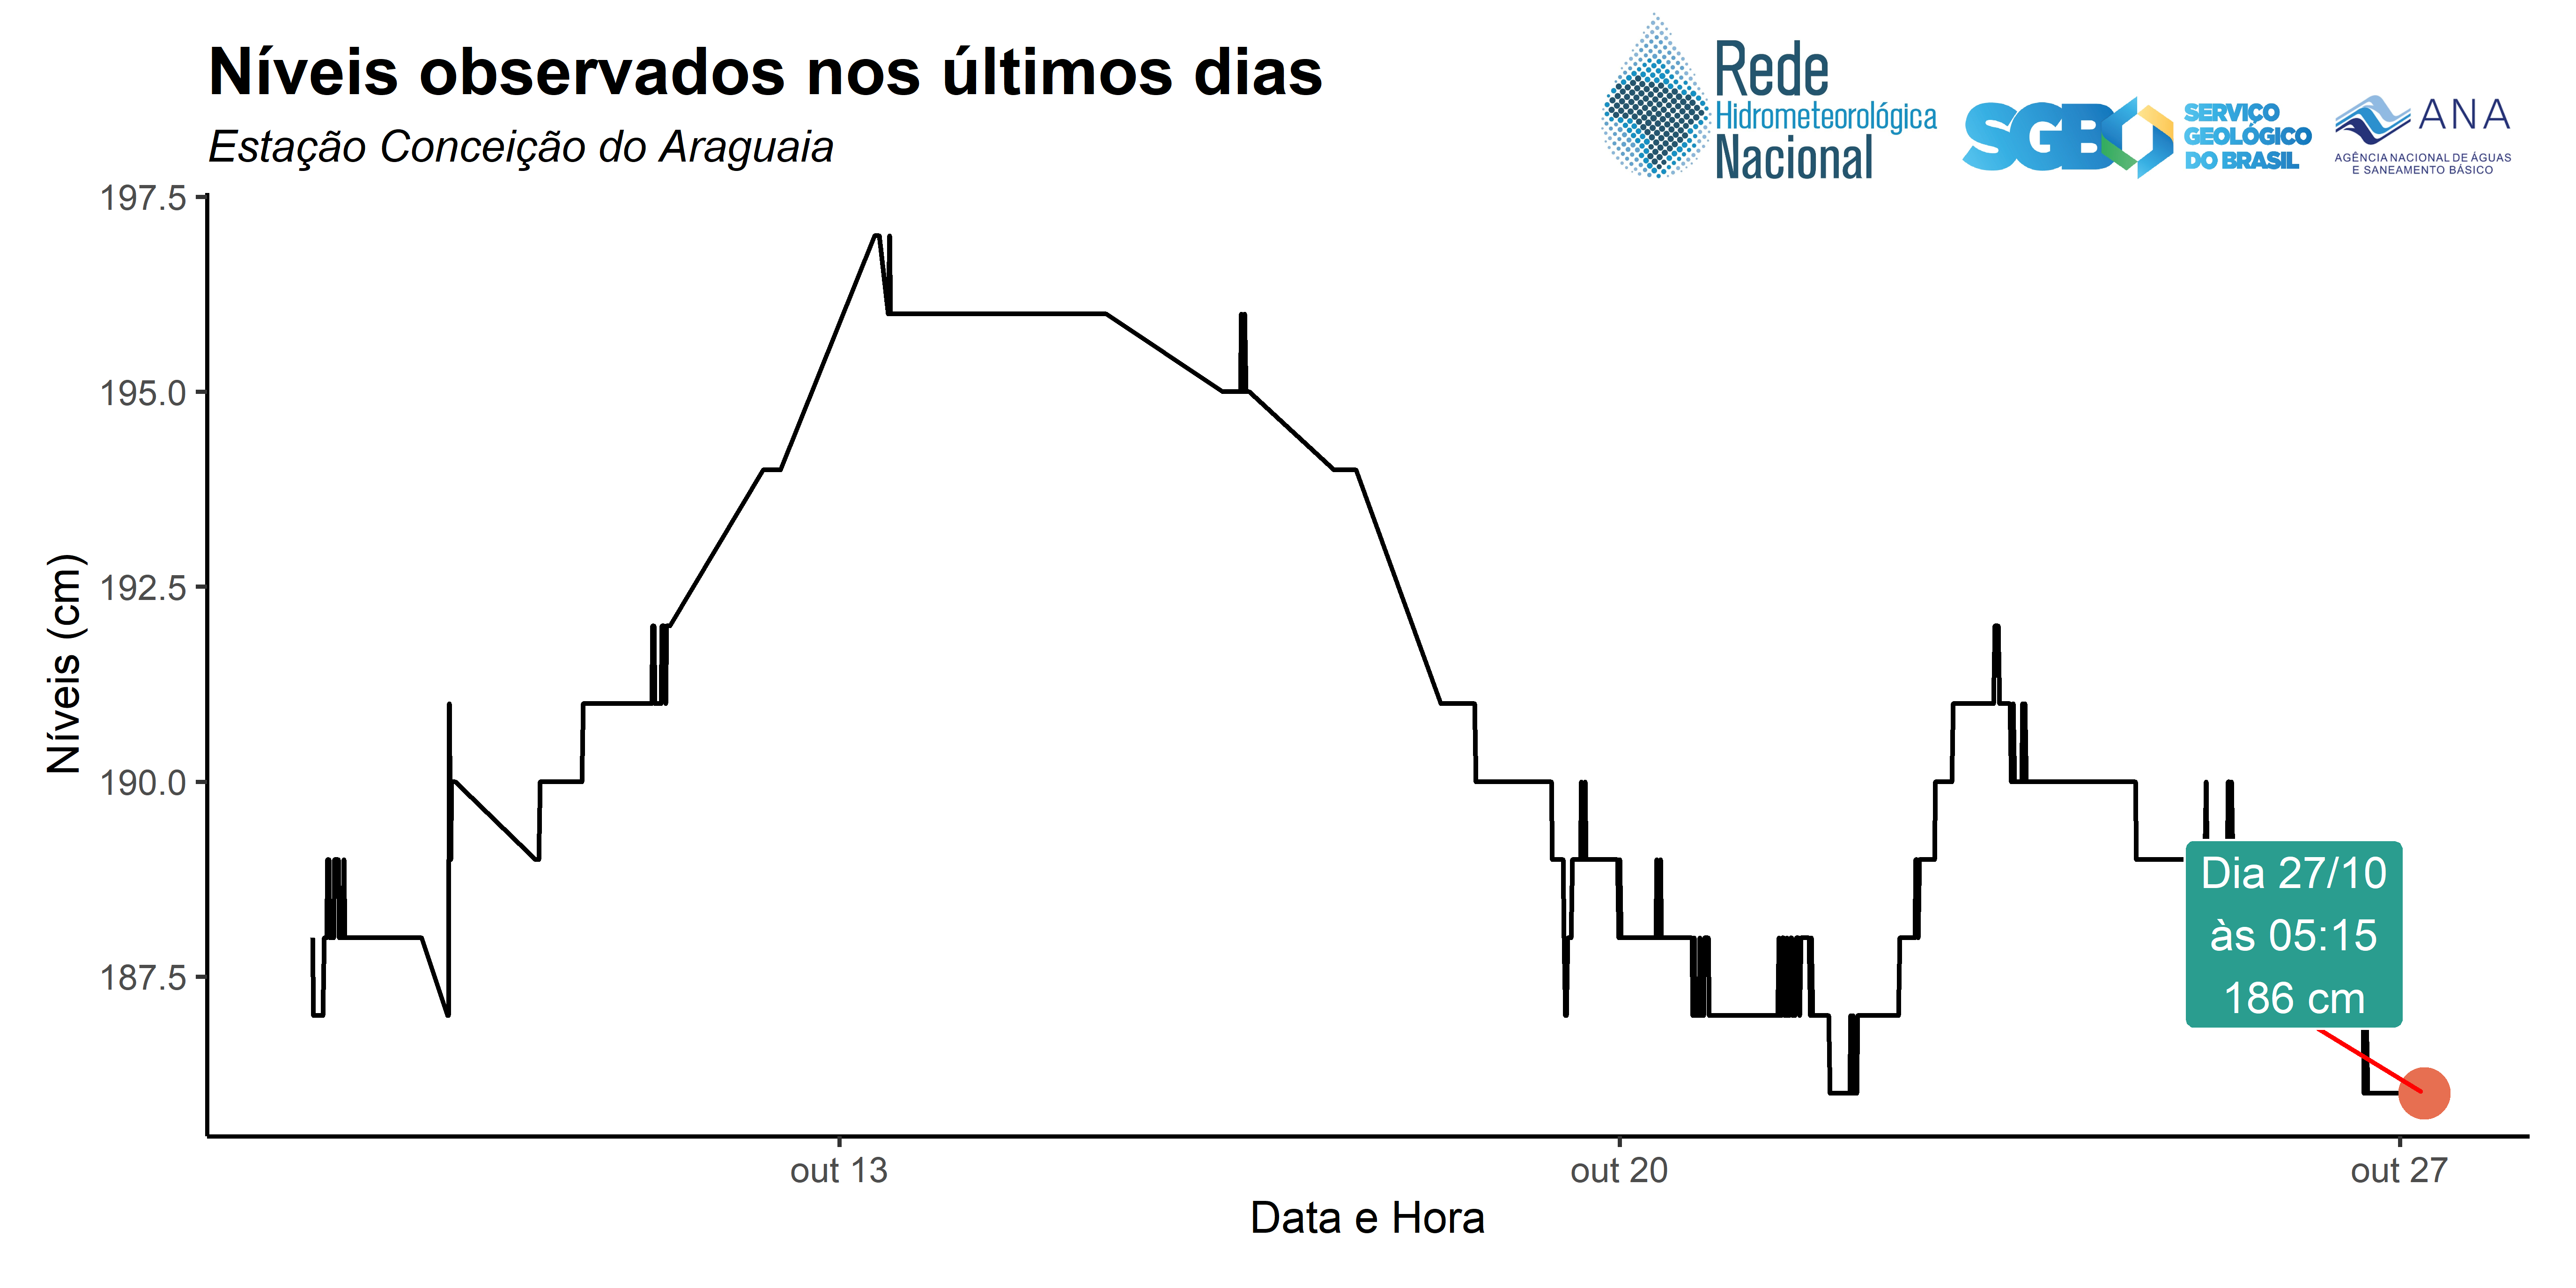 Níveis observados nos últimos dias
Estação Conceição do Araguaia
Rede
Hidrometeorológica
Nacional
SGB
SERVIÇO
GEOLÓGICO
DO BRASIL
ANA
AGÊNCIA NACIONAL DE ÁGUAS
E SANEAMENTO BÁSICO
Níveis (cm)
197.5
195.0
192.5
190.0
187.5
Dia 27/10
às 05:15
186 cm
out 13
out 20
out 27
Data e Hora